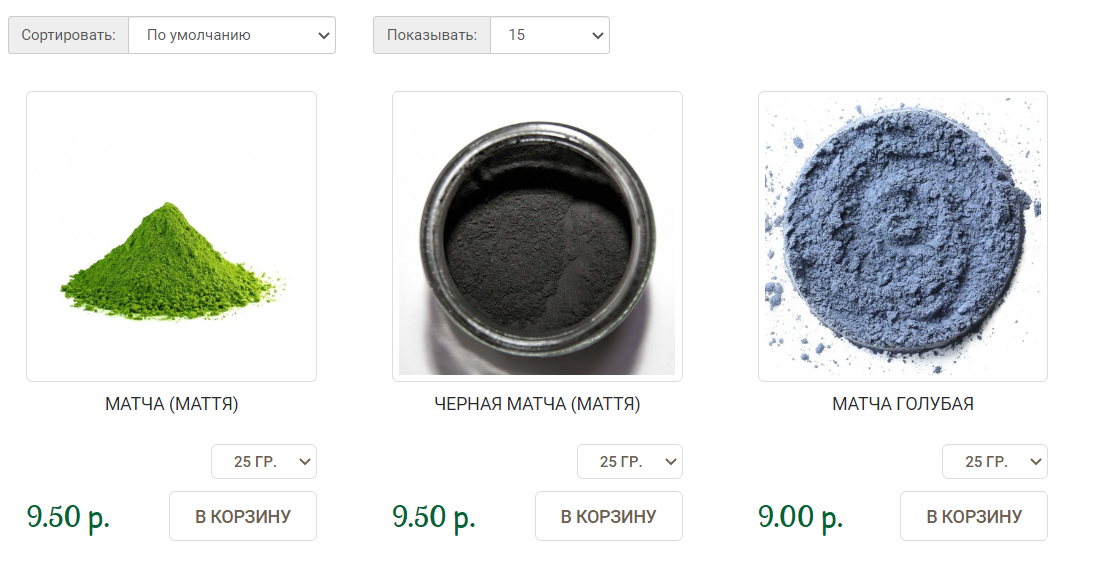 Сортировать: По умолчанию Показывать: 15
МАТЧА (МАТТЯ) ЧЕРНАЯ МАТЧА (МАТТЯ) МАТЧА ГОЛУБАЯ
25 ГР. 25 ГР. 25 ГР.
9.50 р. В КОРЗИНУ 9.50 р. В КОРЗИНУ 9.00 р. В КОРЗИНУ